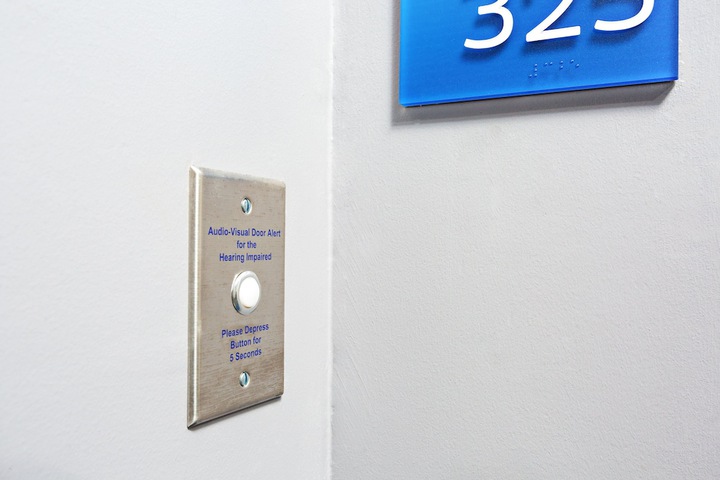 325
Audio-Visual Door Alert
for the
Hearing Impaired
Please Depress
Button for
5 Seconds